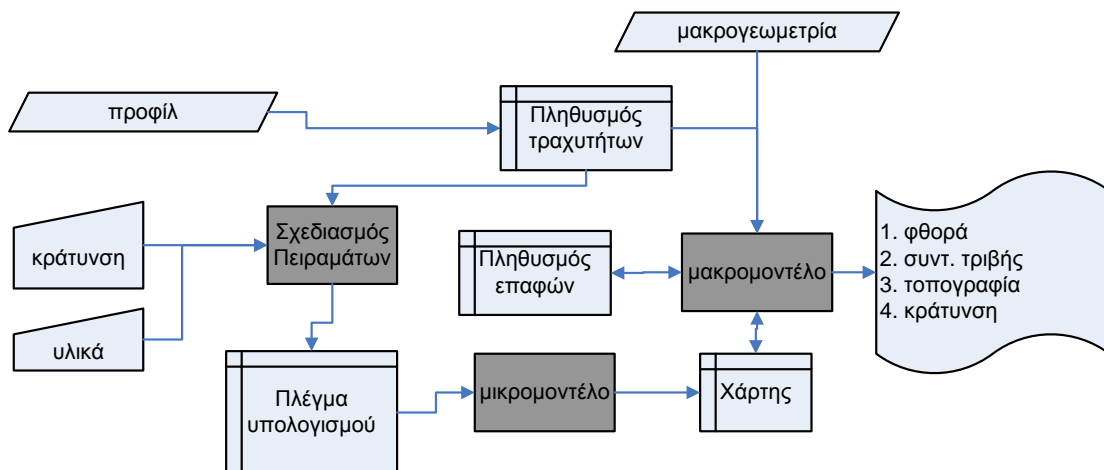 μακρογεωμετρία
προφίλ
Πληθυσμός
τραχυτήτων
κράτυνση
Σχεδιασμός
Πειραμάτων
Πληθυσμός
επαφών
μακρομοντέλο
1. φθορά
2. συντ. τριβής
3. τοπογραφία
4. κράτυνση
υλικά
Πλέγμα
υπολογισμού
μικρομοντέλο
Χάρτης